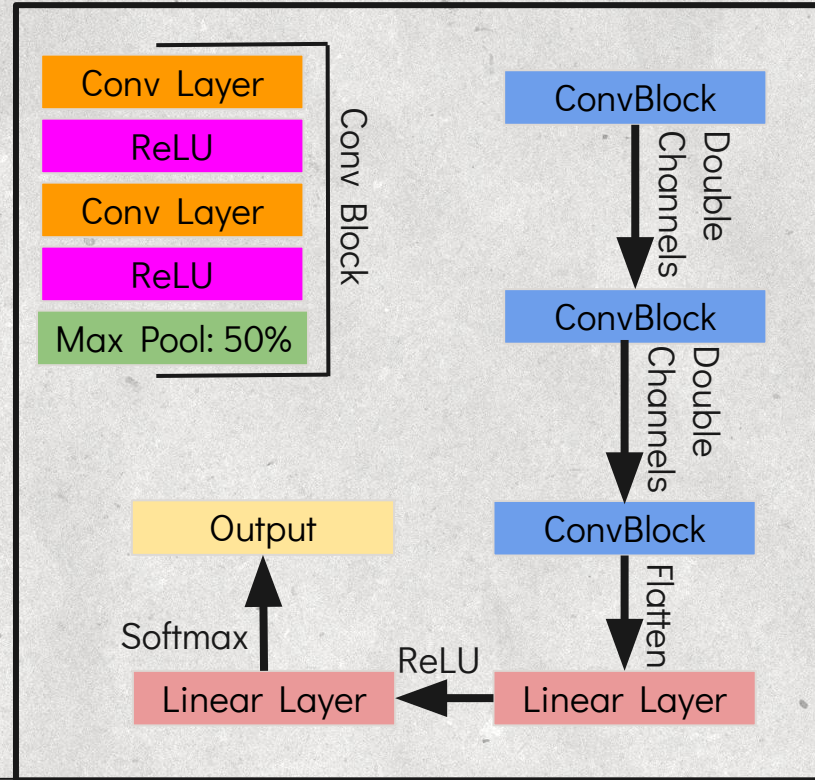 Conv Layer
ReLU
Conv Layer
ReLU
Max Pool: 50%
Conv Block
ConvBlock
Double
Channels
ConvBlock
Double
Channels
ConvBlock
Flatten
Linear Layer
ReLU
Linear Layer
Softmax
Output